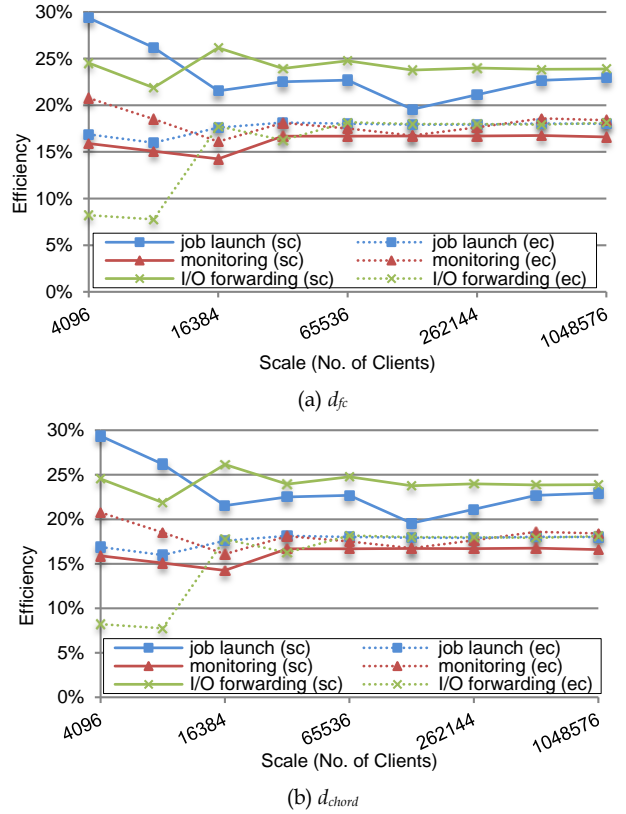 30%
25%
20%
15%
10%
5%
0%
Efficiency
job launch (sc) job launch (ec)
monitoring (sc) monitoring (ec)
I/O forwarding (sc) I/O forwarding (ec)
4096 16384 65536 262144 1048576
Scale (No. of Clients)
(a) dfc
30%
25%
20%
15%
10%
5%
0%
Efficiency
job launch (sc) job launch (ec)
monitoring (sc) monitoring (ec)
I/O forwarding (sc) I/O forwarding (ec)
4096 16384 65536 262144 1048576
Scale (No. of Clients)
(b) dchord